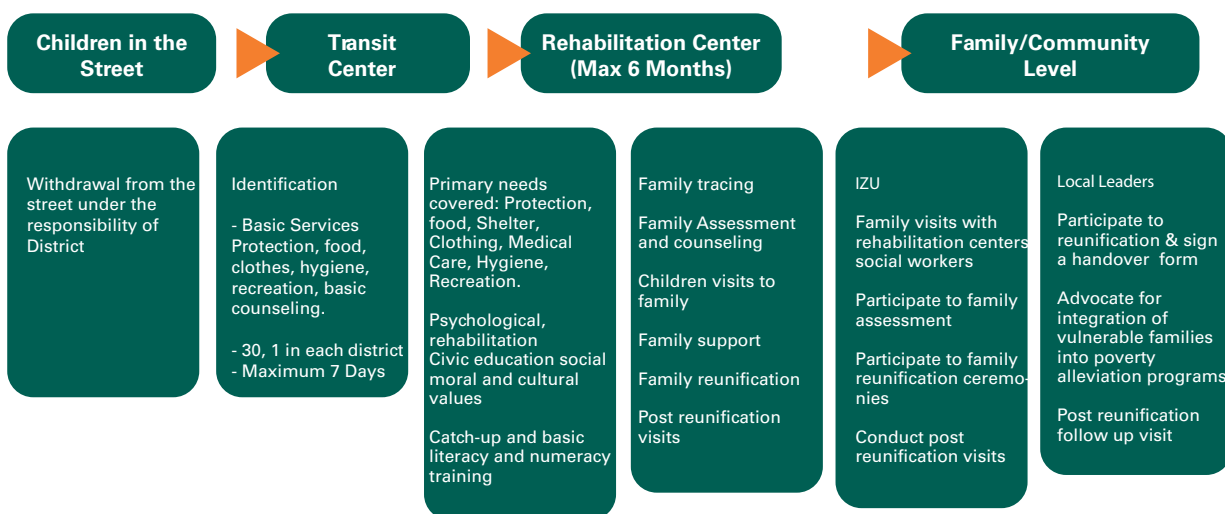 Children in the
Street
Transit
Center
Rehabilitation Center
(Max 6 Months)
Family/Community
Level
Withdrawal from the
street under the
responsibility of
District
Identification
- Basic Services
Protection, food,
clothes, hygiene,
recreation, basic
counseling.
- 30, 1 in each district
- Maximum 7 Days
Primary needs
covered: Protection,
food, Shelter,
Clothing, Medical
Care, Hygiene,
Recreation.
Psychological,
rehabilitation
Civic education social
moral and cultural
values
Catch-up and basic
literacy and numeracy
training
Family tracing
Family Assessment
and counseling
Children visits to
family
Family support
Family reunification
Post reunification
visits
IZU
Family visits with
rehabilitation centers
social workers
Participate to family
assessment
Participate to family
reunification ceremo-
nies
Conduct post
reunification visits
Local Leaders
Participate to
reunification & sign
a handover form
Advocate for
integration of
vulnerable families
into poverty
alleviation programs
Post reunification
follow up visit